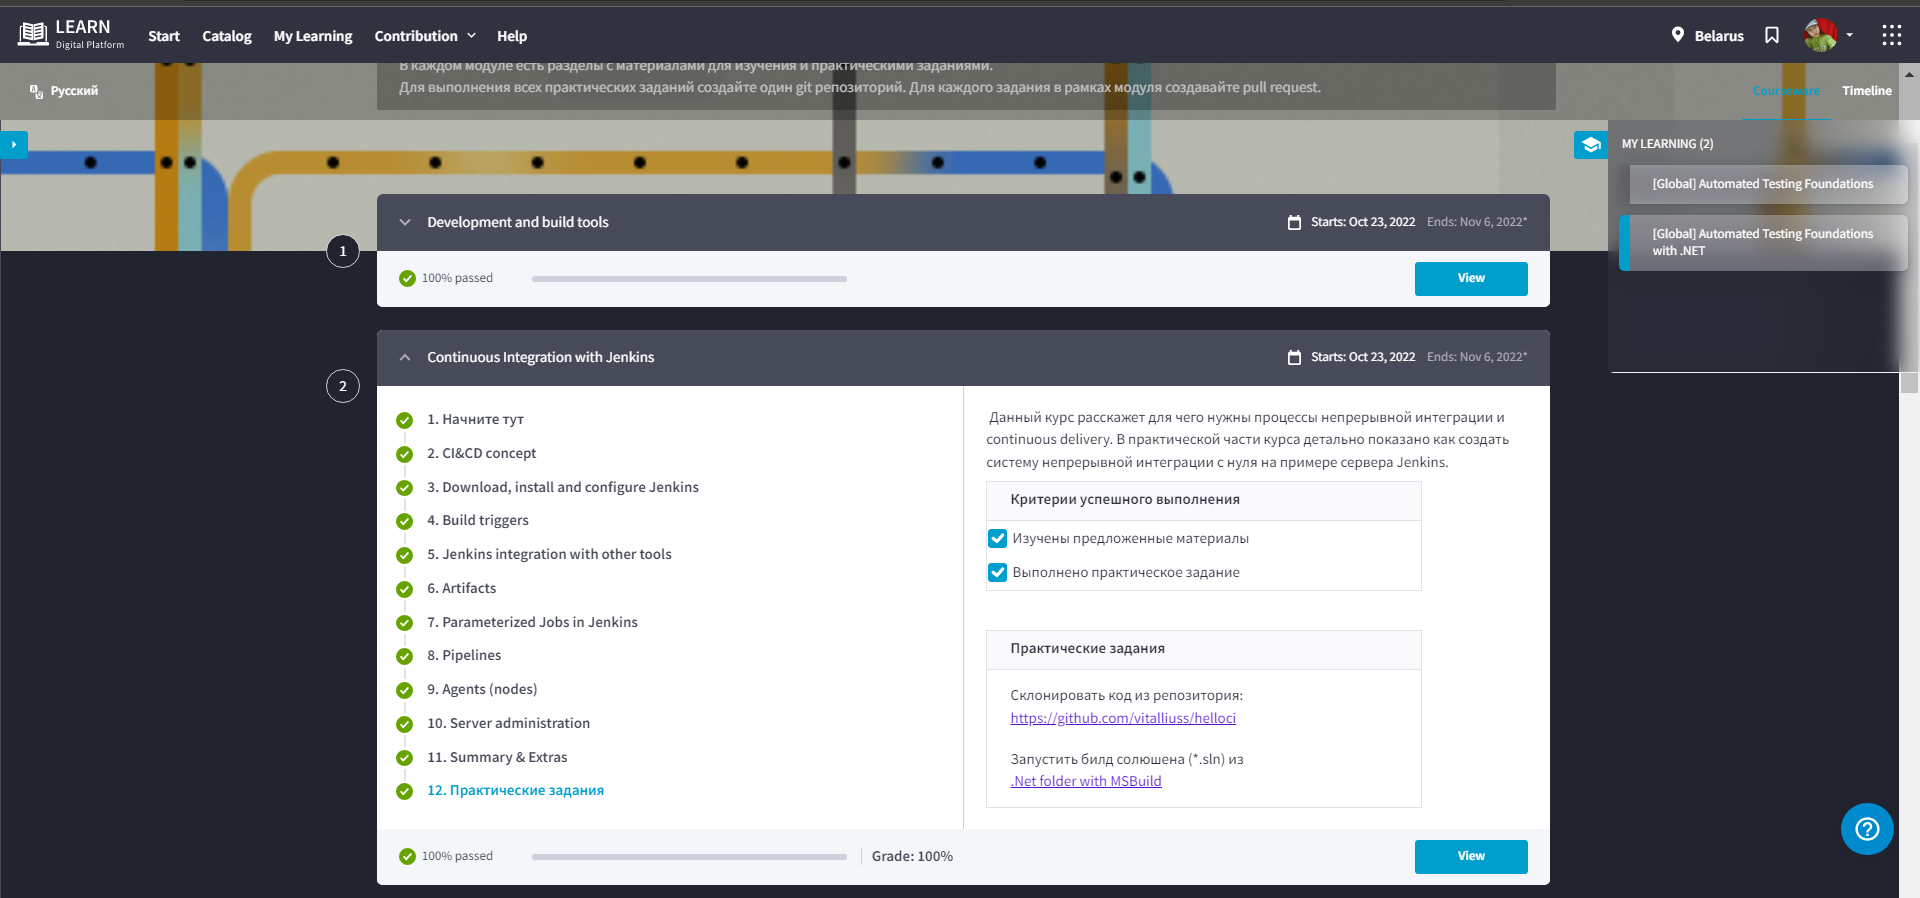 LEARN
Digital Platform
Start
Catalog
My Learning
Contribution
Help
Belarus
В каждом модуле есть разделы с материалами для изучения и практическими заданиями.
Для выполнения всех практических заданий создайте один git репозиторий. Для каждого задания в рамках модуля создавайте pull request.
Русский
Courseware
Timeline
MY LEARNING (2)
[Global] Automated Testing Foundations
[Global] Automated Testing Foundations
with .NET
1
Development and build tools
Starts: Oct 23, 2022
Ends: Nov 6, 2022*
100% passed
View
2
Continuous Integration with Jenkins
Starts: Oct 23, 2022
Ends: Nov 6, 2022*
1. Начните тут
2. CI&CD concept
3. Download, install and configure Jenkins
4. Build triggers
5. Jenkins integration with other tools
6. Artifacts
7. Parameterized Jobs in Jenkins
8. Pipelines
9. Agents (nodes)
10. Server administration
11. Summary & Extras
12. Практические задания
Данный курс расскажет для чего нужны процессы непрерывной интеграции и
continuous delivery. В практической части курса детально показано как создать
систему непрерывной интеграции с нуля на примере сервера Jenkins.
Критерии успешного выполнения
Изучены предложенные материалы
Выполнено практическое задание
Практические задания
Склонировать код из репозитория:
https://github.com/vitalliuss/helloci
Запустить билд солюшена (*.sln) из
.Net folder with MSBuild
100% passed
Grade: 100%
View